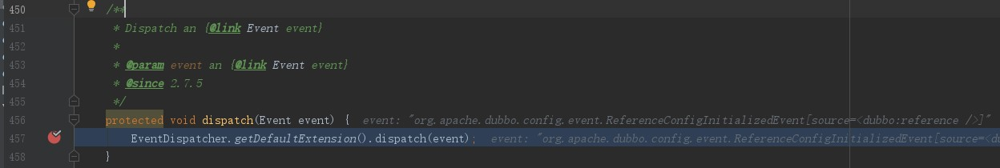 450 /**
451 * Dispatch an {@link Event event}
452 *
453 * @param event an {@link Event event}
454 * @since 2.7.5
455 */
456 protected void dispatch(Event event) { event: "org.apache.dubbo.config.event.ReferenceConfigInitializedEvent[source=<dubbo:reference />]"
457 EventDispatcher.getDefaultExtension().dispatch(event); event: "org.apache.dubbo.config.event.ReferenceConfigInitializedEvent[source=<du
458 }